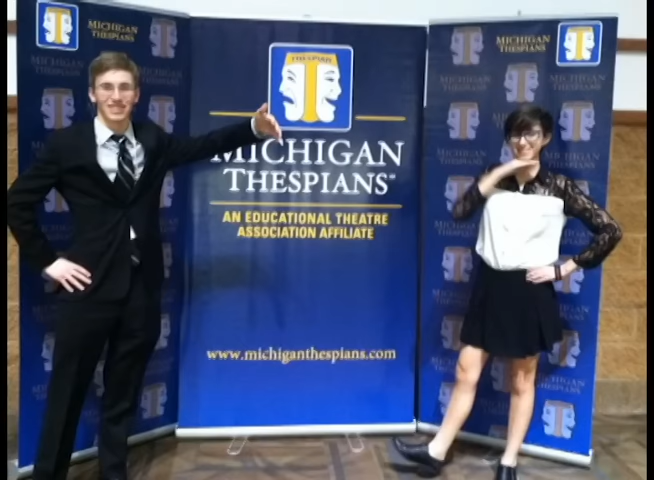 MICHIGAN
THESPIANS
THESPIAN
MICHIGAN
THESPIANS
AN EDUCATIONAL THEATRE
ASSOCIATION AFFILIATE
www.michiganthespians.com
MICHIGAN
THESPIANS